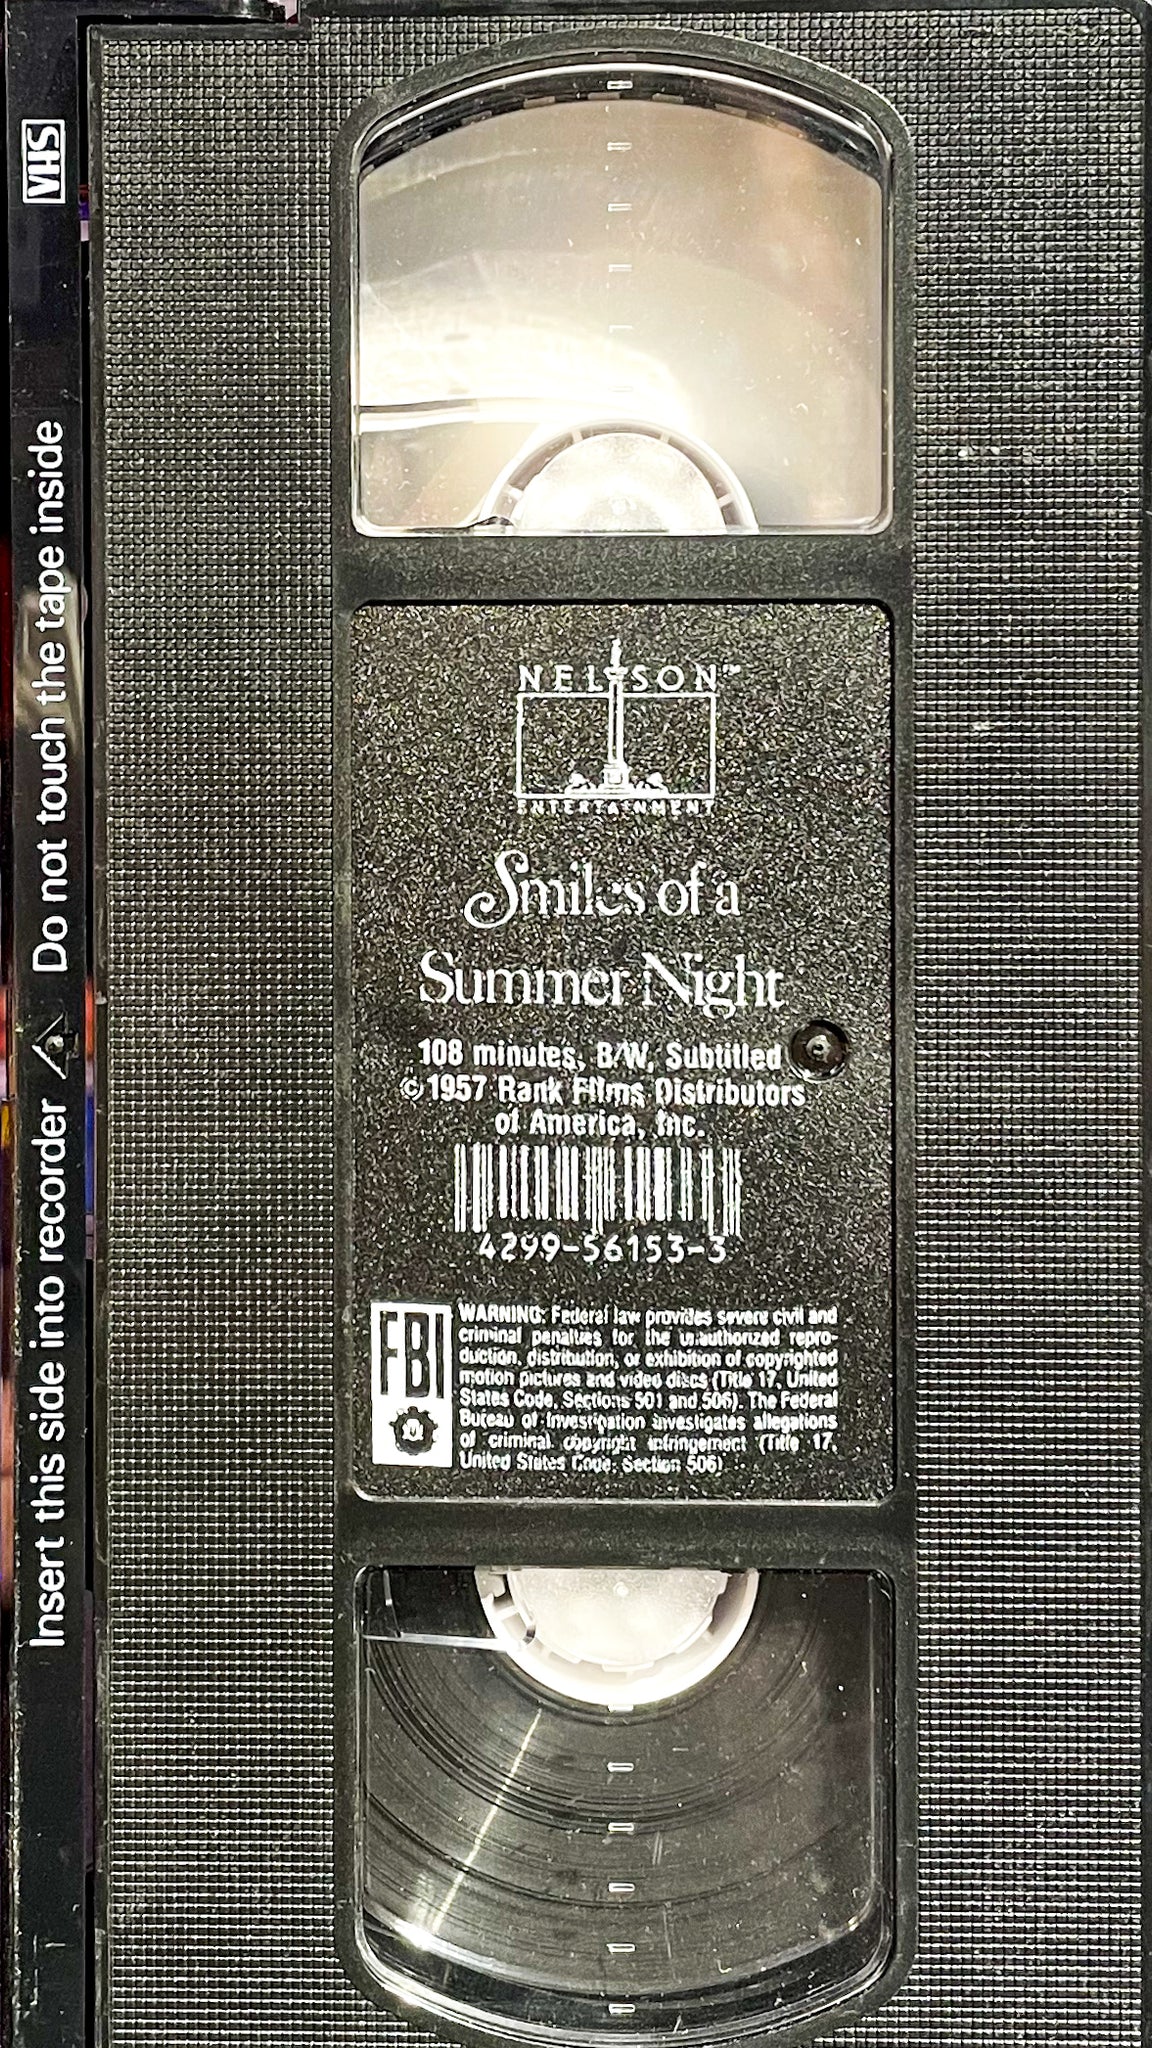 VHS
Insert this side into recorder △ Do not touch the tape inside
NELSON™
ENTERTAINMENT
Smiles of a
Summer Night
108 minutes, B/W, Subtitled
©1957 Rank Films Distributors
of America, Inc.
4299-56153-3
FBI
WARNING: Federal law provides severe civil and
criminal penalties for the unauthorized repro-
duction, distribution, or exhibition of copyrighted
motion pictures and video discs (Title 17, United
States Code, Sections 501 and 506). The Federal
Bureau of Investigation investigates allegations
of criminal copyright infringement (Title 17,
United States Code, Section 506)